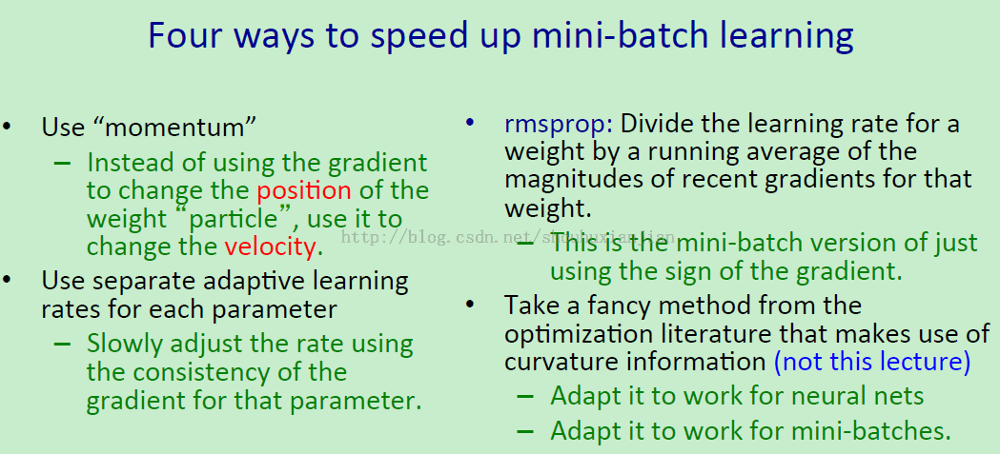 Four ways to speed up mini-batch learning
• Use “momentum”
– Instead of using the gradient
to change the position of the
weight “particle”, use it to
change the velocity.
• Use separate adaptive learning
rates for each parameter
– Slowly adjust the rate using
the consistency of the
gradient for that parameter.
• rmsprop: Divide the learning rate for a
weight by a running average of the
magnitudes of recent gradients for that
weight.
– This is the mini-batch version of just
using the sign of the gradient.
• Take a fancy method from the
optimization literature that makes use of
curvature information (not this lecture)
– Adapt it to work for neural nets
– Adapt it to work for mini-batches.
http://blog.csdn.net/